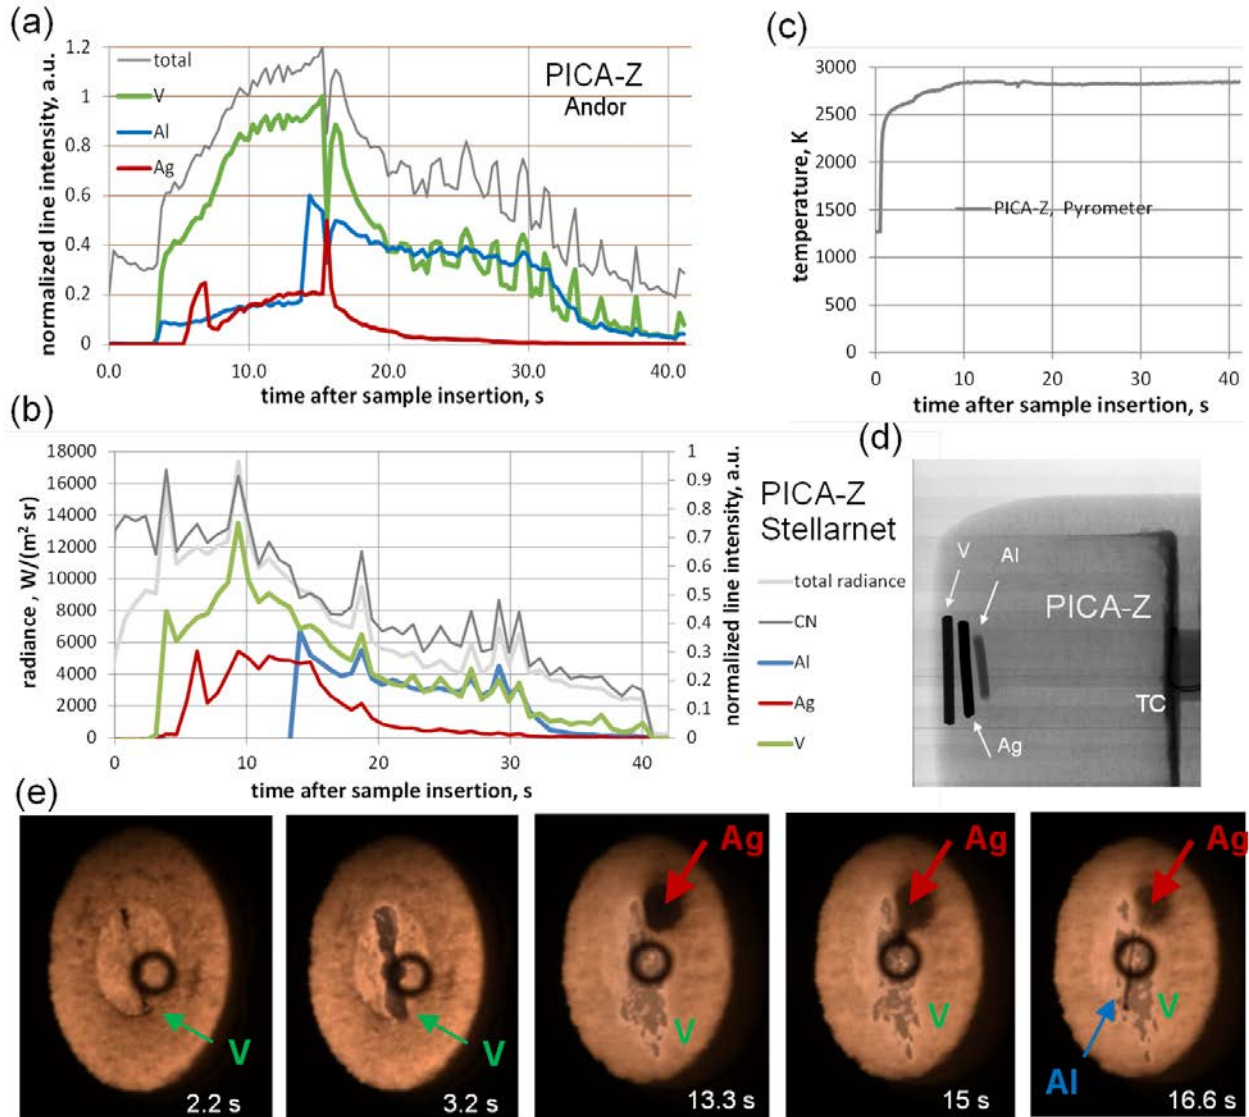 (a)
normalized line intensity, a.u.
1.2
1
0.8
0.6
0.4
0.2
0
total
V
Al
Ag
PICA-Z
Andor
0.0 10.0 20.0 30.0 40.0
time after sample insertion, s
(c)
temperature, K
3000
2500
2000
1500
1000
500
0
PICA-Z, Pyrometer
0 10 20 30 40
time after sample insertion, s
(b)
radiance , W/(m² sr)
18000
16000
14000
12000
10000
8000
6000
4000
2000
0
1
0.9
0.8
0.7
0.6
0.5
0.4
0.3
0.2
0.1
0
normalized line intensity, a.u.
0 10 20 30 40
time after sample insertion, s
PICA-Z
Stellarnet
total radiance
CN
Al
Ag
V
(d)
V
Al
PICA-Z
TC
Ag
(e)
V
2.2 s
V
3.2 s
Ag
V
13.3 s
Ag
V
15 s
Ag
V
Al
16.6 s